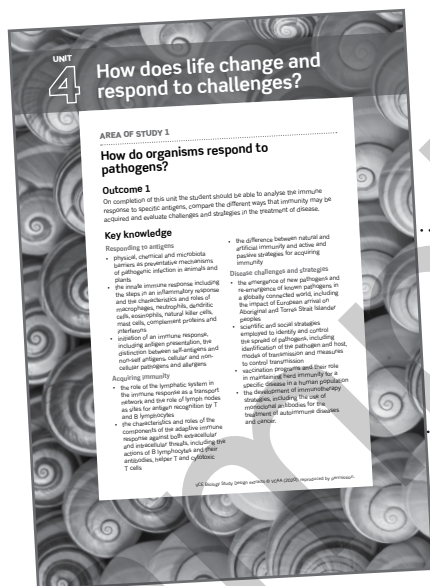 UNIT
4
How does life change and
respond to challenges?
AREA OF STUDY 1
How do organisms respond to
pathogens?
Outcome 1
On completion of this unit the student should be able to analyse the immune
response to specific antigens, compare the different ways that immunity may be
acquired and evaluate challenges and strategies in the treatment of disease.
Key knowledge
Responding to antigens
• physical, chemical and microbiota
barriers as preventative mechanisms
of pathogenic infection in animals and
plants
• the innate immune response including
the steps in an inflammatory response
and the characteristics and roles of
macrophages, neutrophils, dendritic
cells, eosinophils, natural killer cells,
mast cells, complement proteins and
interferons
• initiation of an immune response,
including antigen presentation, the
distinction between self-antigens and
non-self antigens, cellular and non-
cellular pathogens and allergens
Acquiring immunity
• the role of the lymphatic system in
the immune response as a transport
network and the role of lymph nodes
as sites for antigen recognition by T
and B lymphocytes
• the characteristics and roles of the
components of the adaptive immune
response against both extracellular
and intracellular threats, including the
actions of B lymphocytes and their
antibodies, helper T and cytotoxic
T cells
• the difference between natural and
artificial immunity and active and
passive strategies for acquiring
immunity
Disease challenges and strategies
• the emergence of new pathogens and
re-emergence of known pathogens in
a globally connected world, including
the impact of European arrival on
Aboriginal and Torres Strait Islander
peoples
• scientific and social strategies
employed to identify and control
the spread of pathogens, including
identification of the pathogen and host,
modes of transmission and measures
to control transmission
• vaccination programs and their role
in maintaining herd immunity for a
specific disease in a human population
• the development of immunotherapy
strategies, including the use of
monoclonal antibodies for the
treatment of autoimmune diseases
and cancer.
VCE Biology Study Design extracts © VCAA (2020); reproduced by permission.